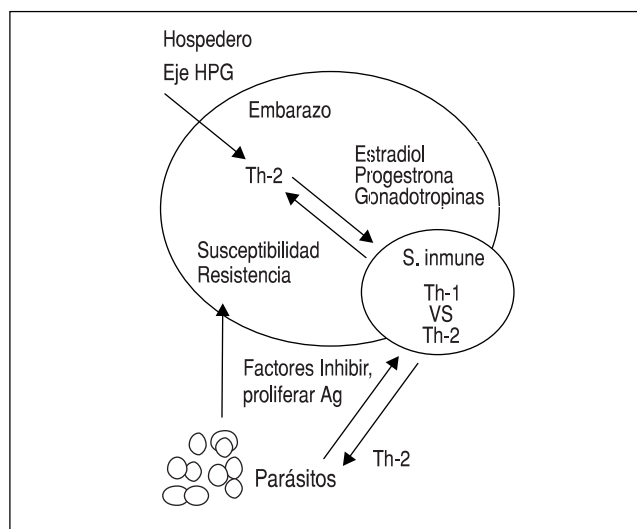 Hospedero
Eje HPG
Embarazo
Th-2
Estradiol
Progestrona
Gonadotropinas
Susceptibilidad
Resistencia
S. inmune
Th-1
VS
Th-2
Factores Inhibir,
proliferar Ag
Parásitos
Th-2